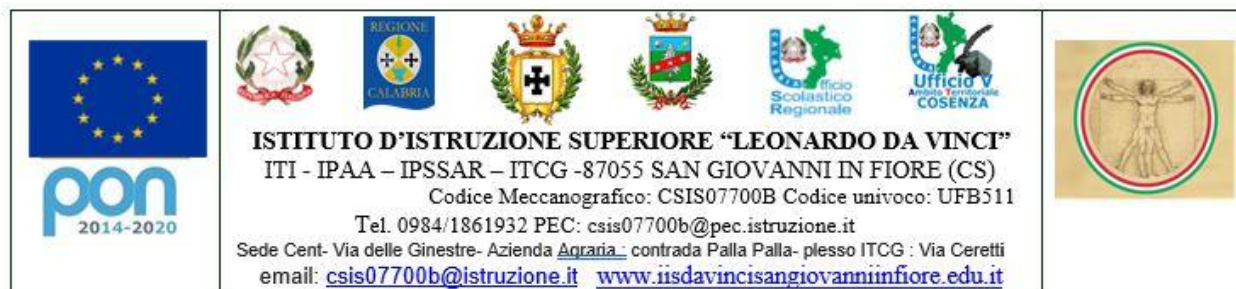 pon
2014-2020
REGIONE
CALABRIA
Ufficio
Scolastico
Regionale
Ufficio V
Ambito Territoriale
COSENZA
ISTITUTO D’ISTRUZIONE SUPERIORE “LEONARDO DA VINCI”
ITI - IPAA – IPSSAR – ITCG -87055 SAN GIOVANNI IN FIORE (CS)
Codice Meccanografico: CSIS07700B Codice univoco: UFB511
Tel. 0984/1861932 PEC: csis07700b@pec.istruzione.it
Sede Cent- Via delle Ginestre- Azienda Agraria : contrada Palla Palla- plesso ITCG : Via Ceretti
email: csis07700b@istruzione.it www.iisdavincisangiovanniinfiore.edu.it